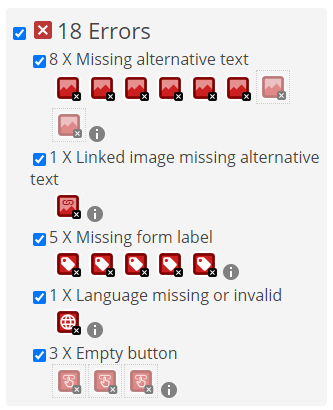 18 Errors
8 X Missing alternative text
1 X Linked image missing alternative
text
5 X Missing form label
1 X Language missing or invalid
3 X Empty button